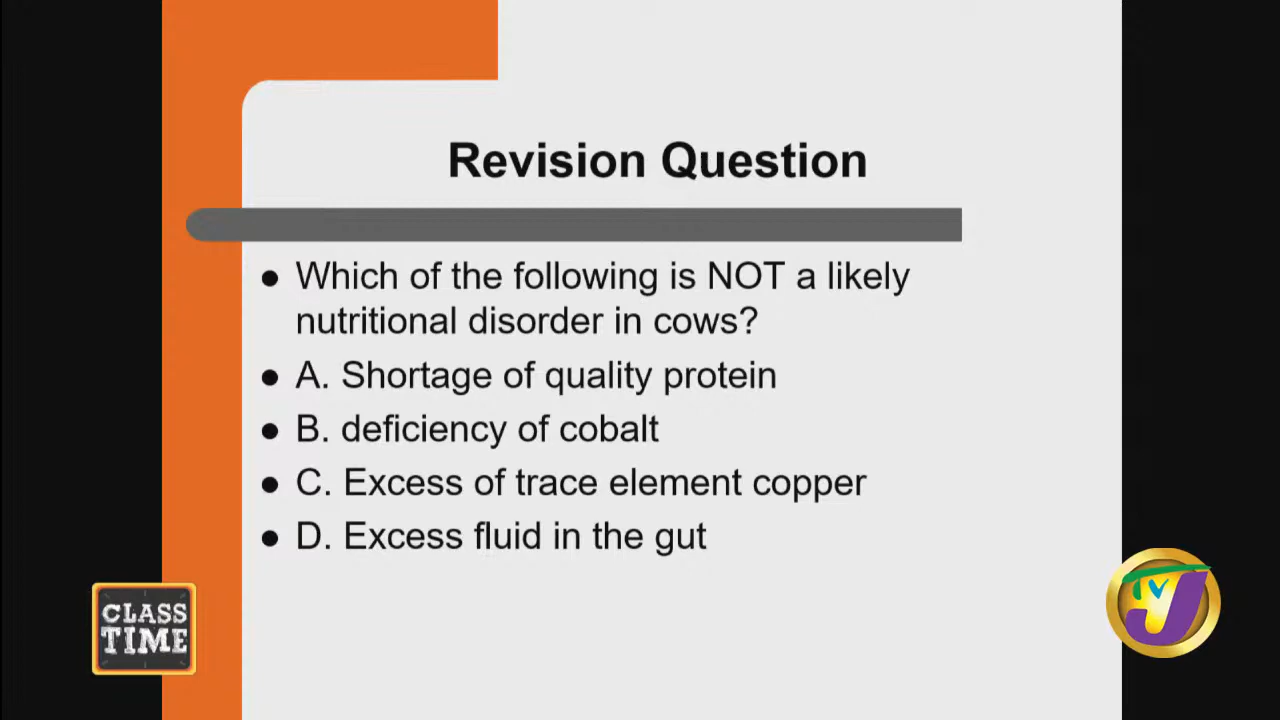 Revision Question
● Which of the following is NOT a likely
nutritional disorder in cows?
● A. Shortage of quality protein
● B. deficiency of cobalt
● C. Excess of trace element copper
● D. Excess fluid in the gut
CLASS
TIME
TVJ